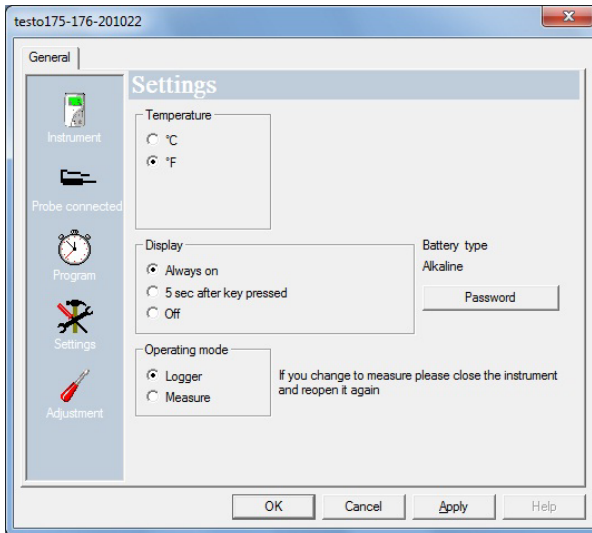 testo175-176-201022
General
Settings
Instrument
Probe connected
Program
Settings
Adjustment
Temperature
°C
°F
Display
Always on
5 sec after key pressed
Off
Battery type
Alkaline
Password
Operating mode
Logger
Measure
If you change to measure please close the instrument
and reopen it again
OK
Cancel
Apply
Help